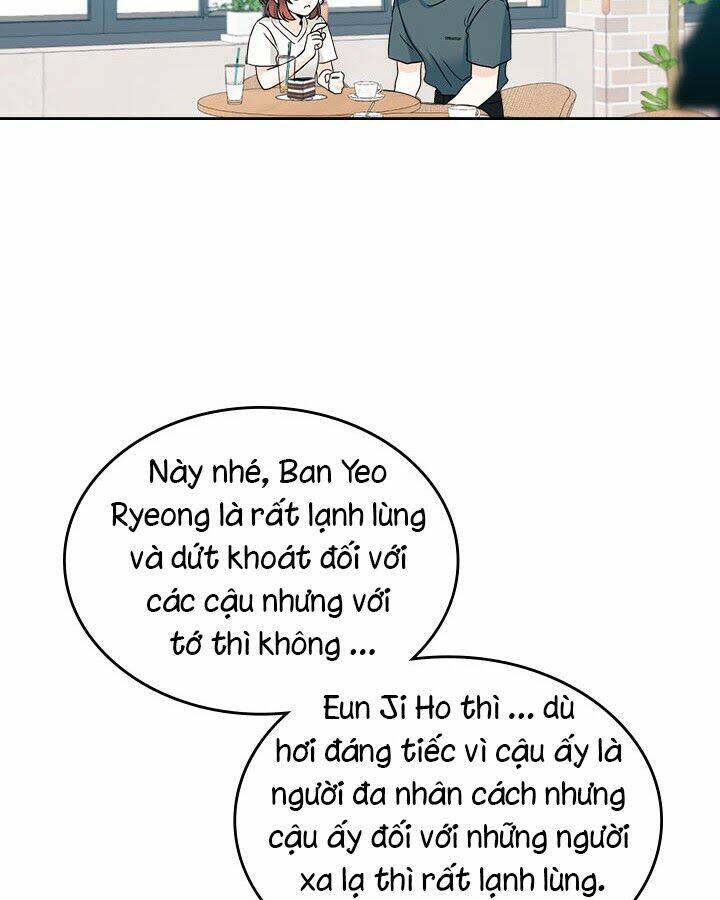 Này nhé, Ban Yeo
Ryeong là rất lạnh lùng
và dứt khoát đối với
các cậu nhưng với
tớ thì không ...
Eun Ji Ho thì ... dù
hơi đáng tiếc vì cậu ấy là
người đa nhân cách nhưng
cậu ấy đối với những người
xa lạ thì rất lạnh lùng.